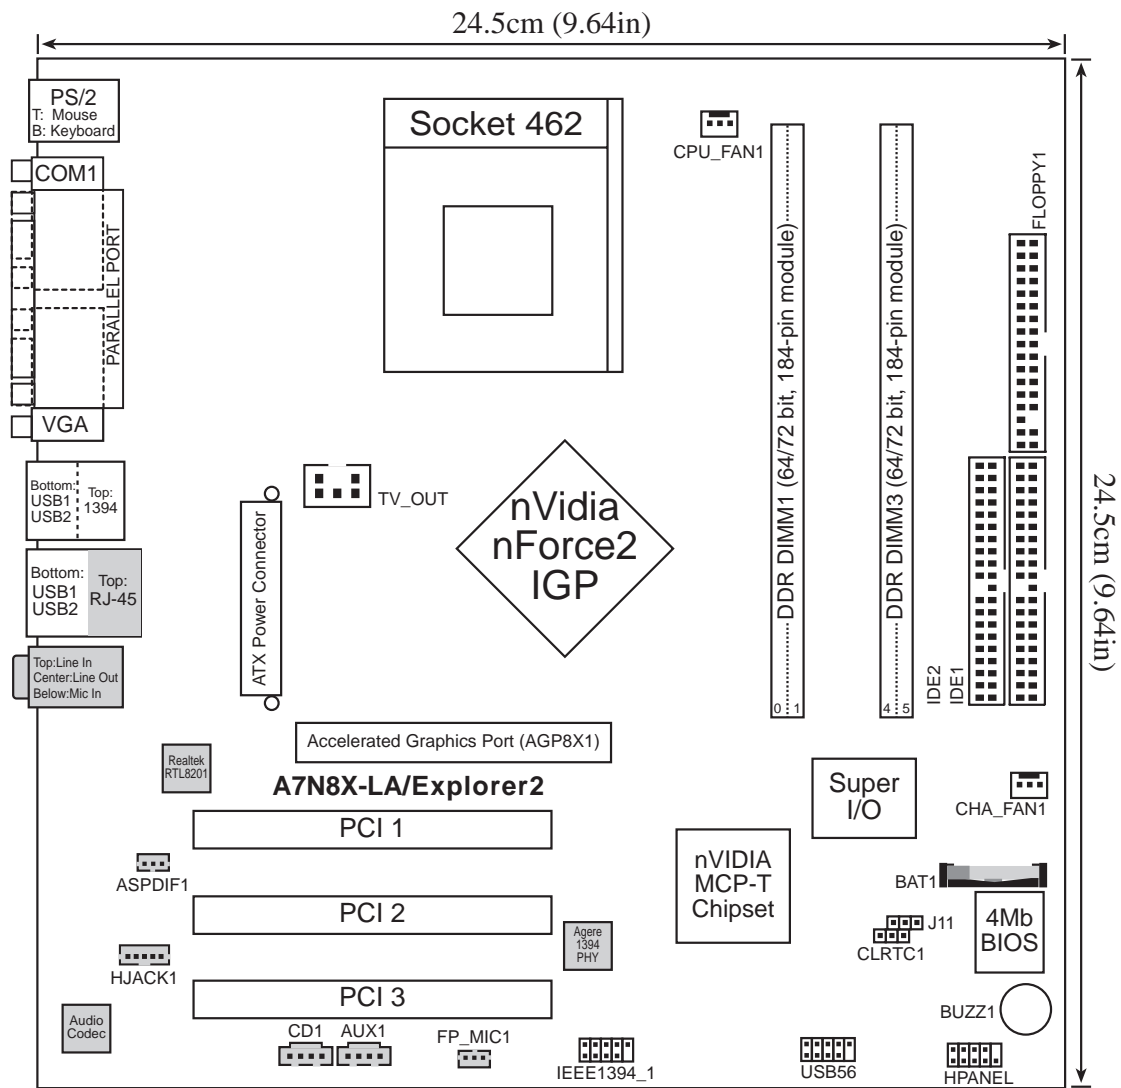 24.5cm (9.64in)
PS/2
T: Mouse
B: Keyboard
COM1
PARALLEL PORT
VGA
Bottom:
USB1
USB2
Top:
1394
Bottom:
USB1
USB2
Top:
RJ-45
Top:Line In
Center:Line Out
Below:Mic In
Socket 462
CPU_FAN1
DDR DIMM1 (64/72 bit, 184-pin module)
0 1
DDR DIMM3 (64/72 bit, 184-pin module)
4 5
FLOPPY1
24.5cm (9.64in)
TV_OUT
ATX Power Connector
nVidia
nForce2
IGP
IDE2
IDE1
Accelerated Graphics Port (AGP8X1)
Realtek
RTL8201
A7N8X-LA/Explorer2
Super
I/O
CHA_FAN1
PCI 1
nVIDIA
MCP-T
Chipset
ASPDIF1
BAT1
PCI 2
Agere
1394
PHY
J11
CLRTC1
4Mb
BIOS
HJACK1
PCI 3
BUZZ1
Audio
Codec
CD1
AUX1
FP_MIC1
IEEE1394_1
USB56
HPANEL